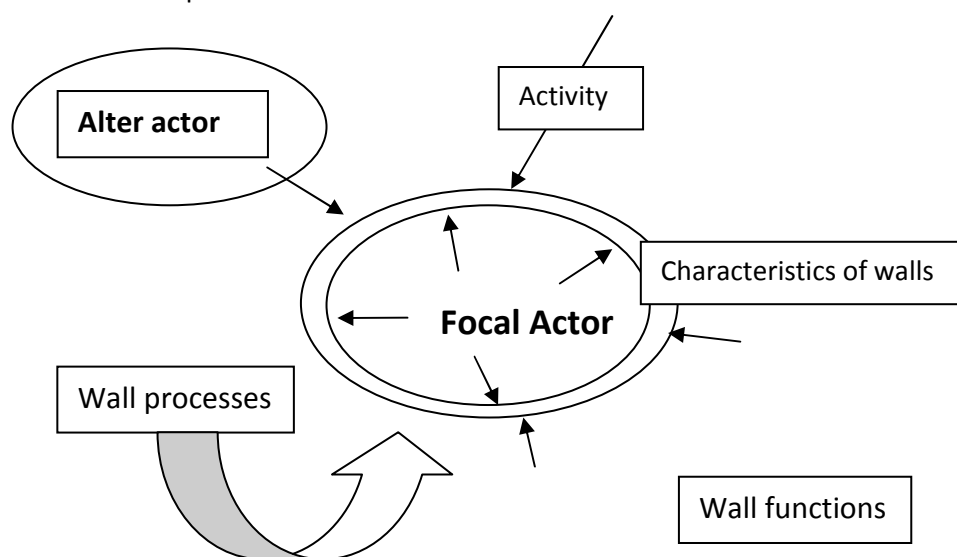 Activity
Alter actor
Characteristics of walls
Focal Actor
Wall processes
Wall functions